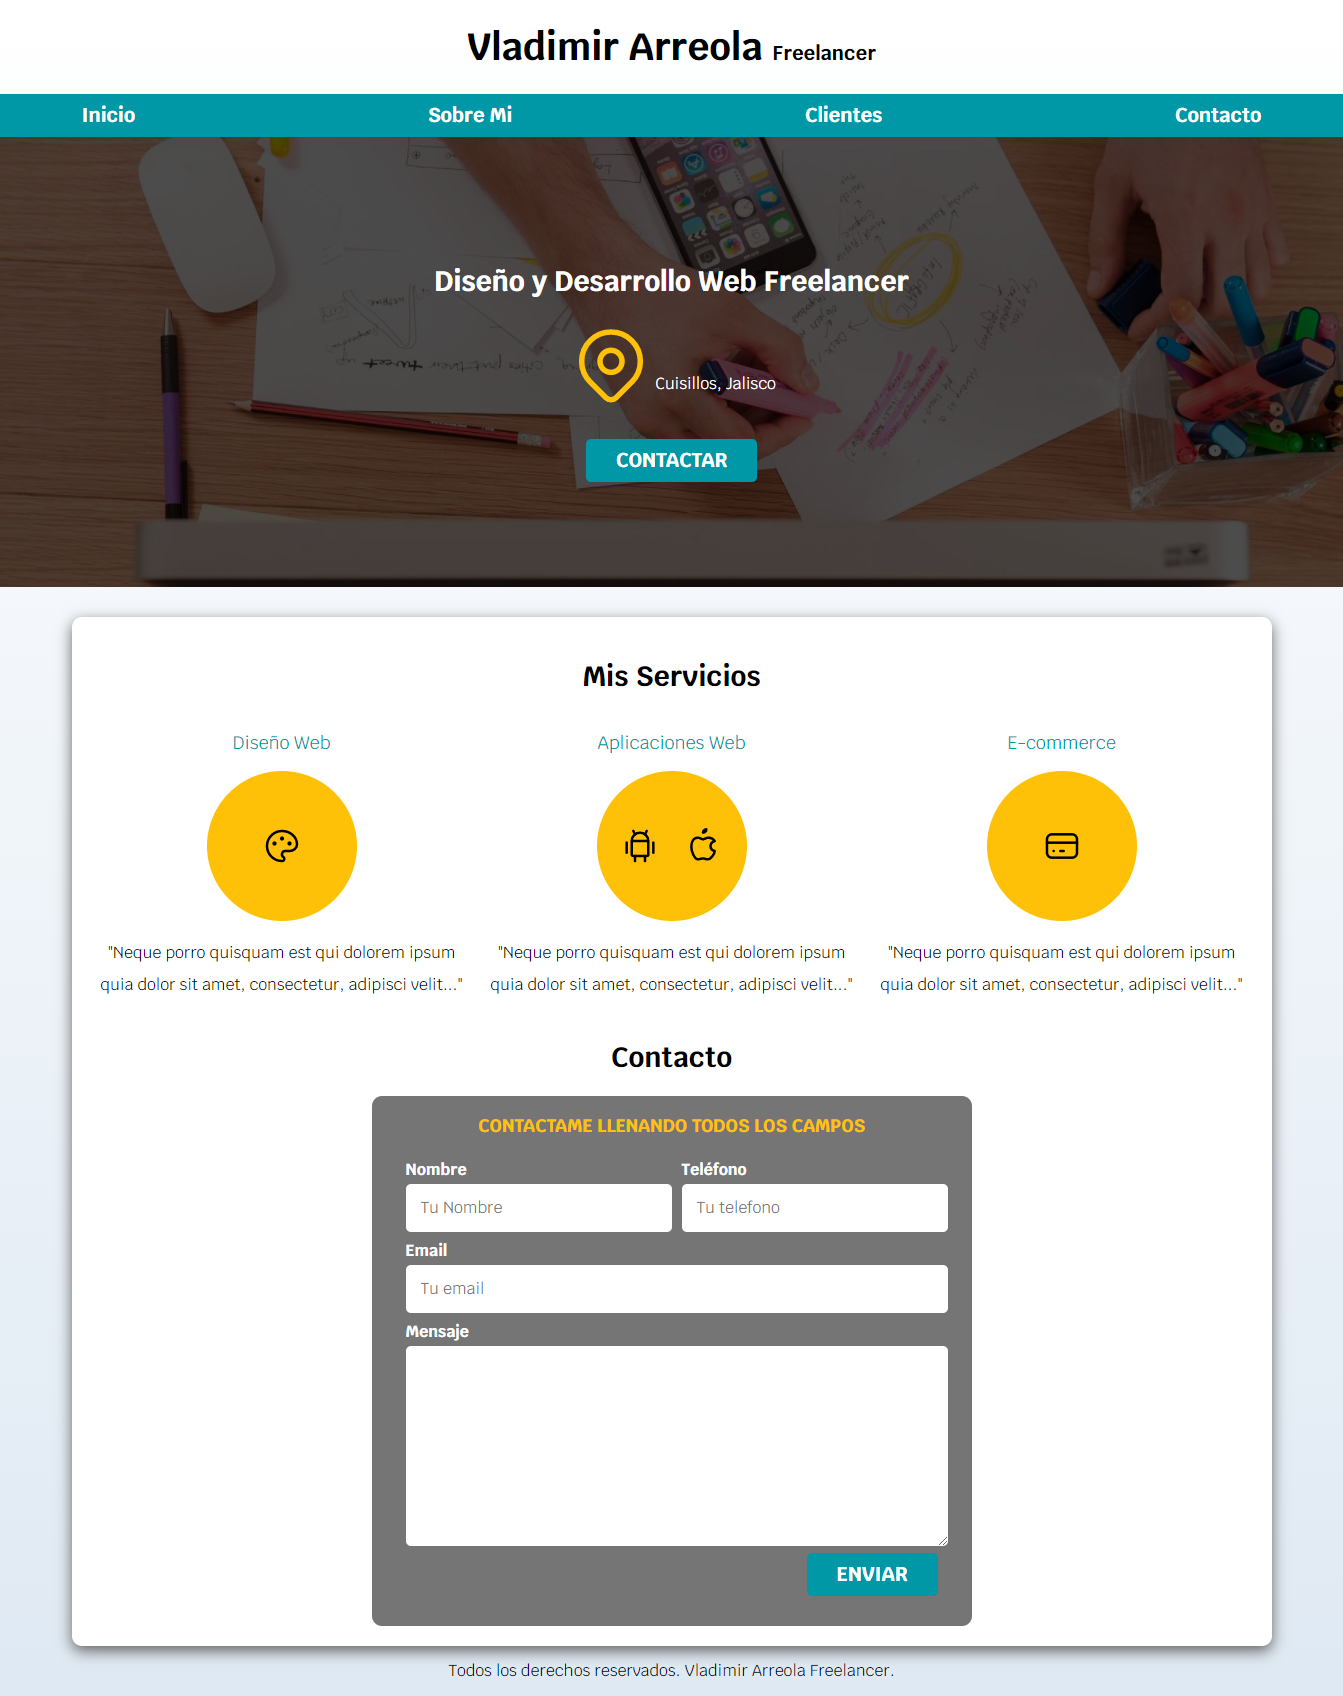 Vladimir Arreola Freelancer
Inicio Sobre Mi Clientes Contacto
Diseño y Desarrollo Web Freelancer
Cuisillos, Jalisco
CONTACTAR
Mis Servicios
Diseño Web Aplicaciones Web E-commerce
"Neque porro quisquam est qui dolorem ipsum
quia dolor sit amet, consectetur, adipisci velit..."
"Neque porro quisquam est qui dolorem ipsum
quia dolor sit amet, consectetur, adipisci velit..."
"Neque porro quisquam est qui dolorem ipsum
quia dolor sit amet, consectetur, adipisci velit..."
Contacto
CONTACTAME LLENANDO TODOS LOS CAMPOS
Nombre Teléfono
Tu Nombre Tu telefono
Email
Tu email
Mensaje
ENVIAR
Todos los derechos reservados. Vladimir Arreola Freelancer.